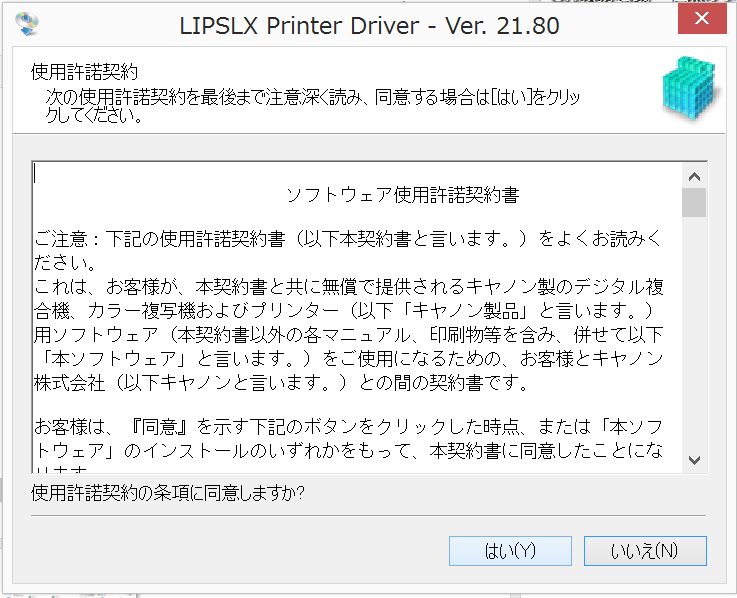 LIPSLX Printer Driver - Ver. 21.80
使用許諾契約
次の使用許諾契約を最後まで注意深く読み、同意する場合は[はい]をクリッ
クしてください。
ソフトウェア使用許諾契約書
ご注意：下記の使用許諾契約書（以下本契約書と言います。）をよくお読みく
ださい。
これは、お客様が、本契約書と共に無償で提供されるキヤノン製のデジタル複
合機、カラー複写機およびプリンター（以下「キヤノン製品」と言います。）
用ソフトウェア（本契約書以外の各マニュアル、印刷物等を含み、併せて以下
「本ソフトウェア」と言います。）をご使用になるための、お客様とキヤノン
株式会社（以下キヤノンと言います。）との間の契約書です。
お客様は、『同意』を示す下記のボタンをクリックした時点、または「本ソフ
トウェア」のインストールのいずれかをもって、本契約書に同意したことにな
ります。
使用許諾契約の条項に同意しますか?
はい(Y)
いいえ(N)